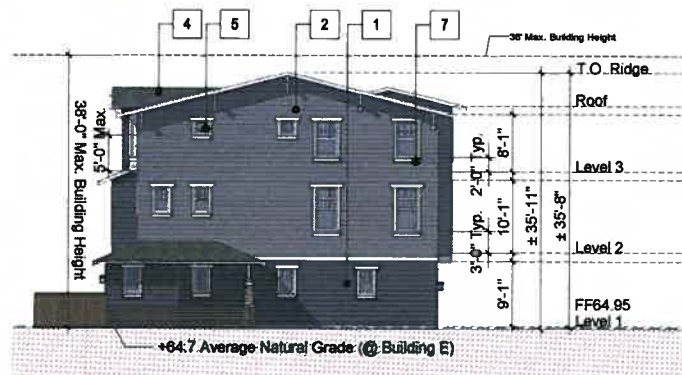 4
5
2
1
7
38' Max. Building Height
T.O. Ridge
Roof
38'-0" Max. Building Height
5'-0" Max.
8'-1"
2'-0" Typ.
Level 3
10'-1"
± 35'-11"
± 35'-8"
3'-0" Typ.
Level 2
9'-1"
FF64.95
Level 1
+64.7 Average Natural Grade (@ Building E)